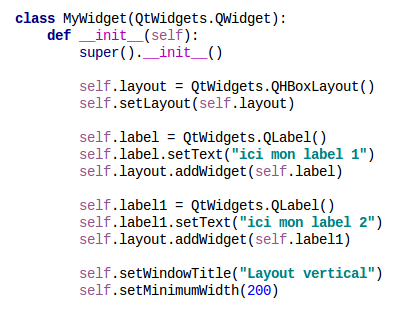 class MyWidget(QtWidgets.QWidget):
    def __init__(self):
        super().__init__()

        self.layout = QtWidgets.QHBoxLayout()
        self.setLayout(self.layout)

        self.label = QtWidgets.QLabel()
        self.label.setText("ici mon label 1")
        self.layout.addWidget(self.label)

        self.label1 = QtWidgets.QLabel()
        self.label1.setText("ici mon label 2")
        self.layout.addWidget(self.label1)

        self.setWindowTitle("Layout vertical")
        self.setMinimumWidth(200)